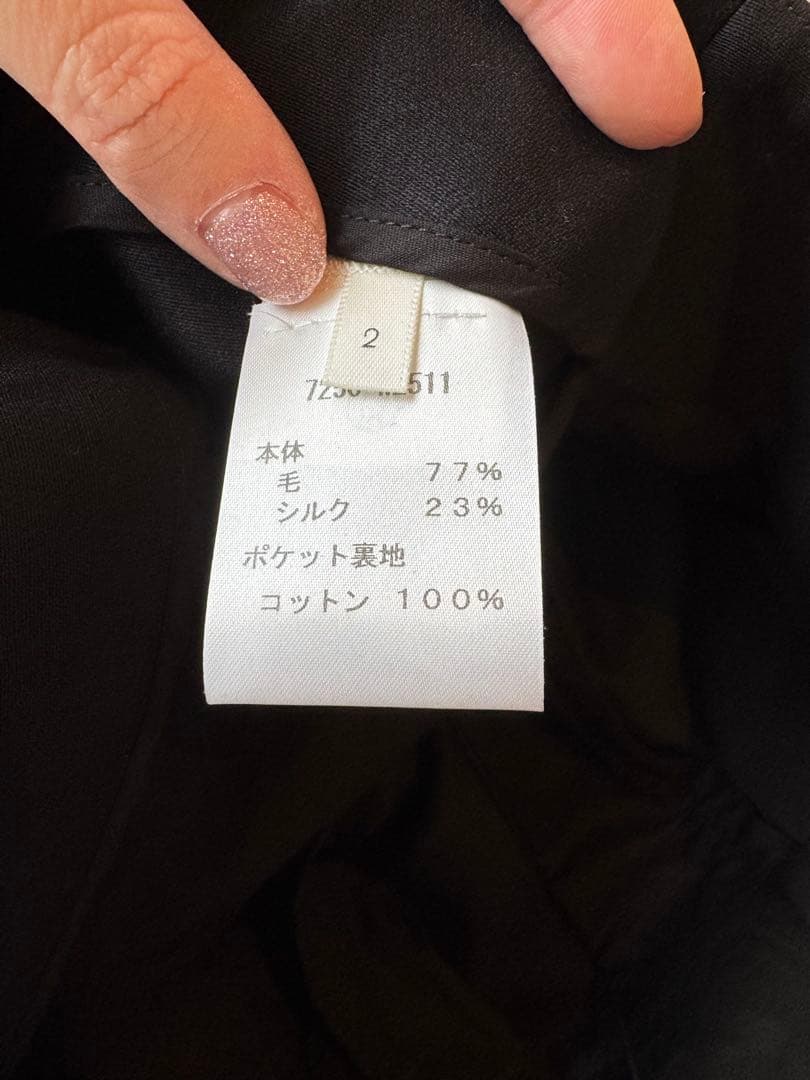 2
511
本体
毛 77%
シルク 23%
ポケット裏地
コットン 100%